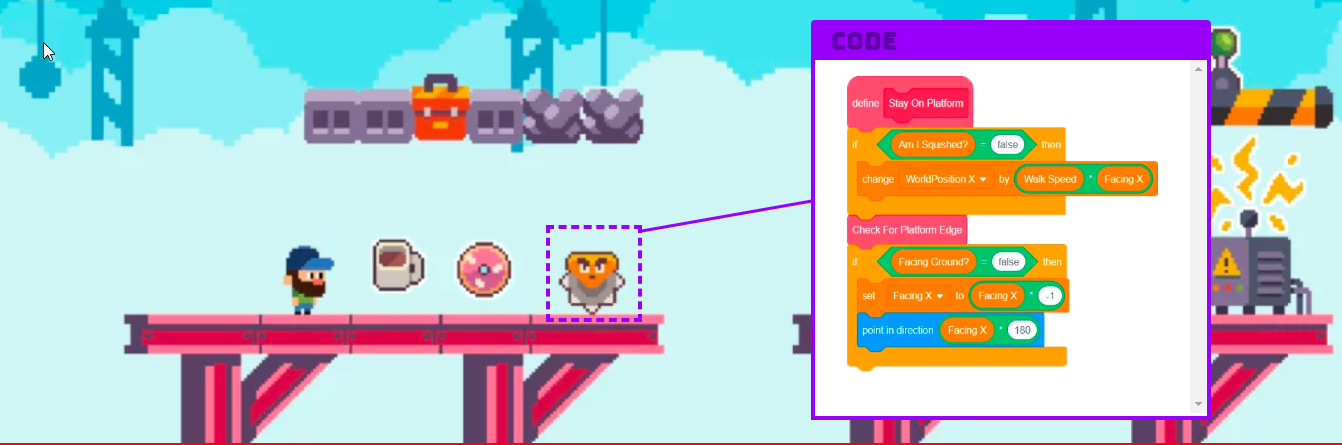 CODE
define Stay On Platform
if Am I Squished? = false then
change WorldPosition X by Walk Speed * Facing X
Check For Platform Edge
if Facing Ground? = false then
set Facing X to Facing X * -1
point in direction Facing X * 180